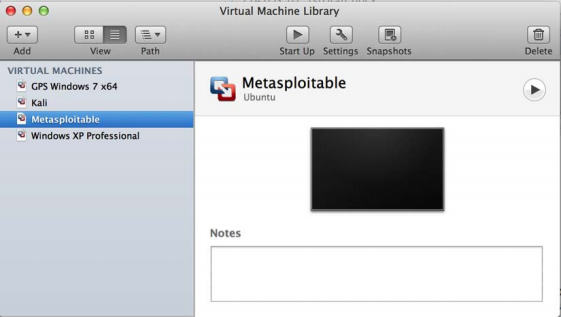 Virtual Machine Library
Add
View
Path
Start Up
Settings
Snapshots
Delete
VIRTUAL MACHINES
GPS Windows 7 x64
Kali
Metasploitable
Windows XP Professional
Metasploitable
Ubuntu
Notes